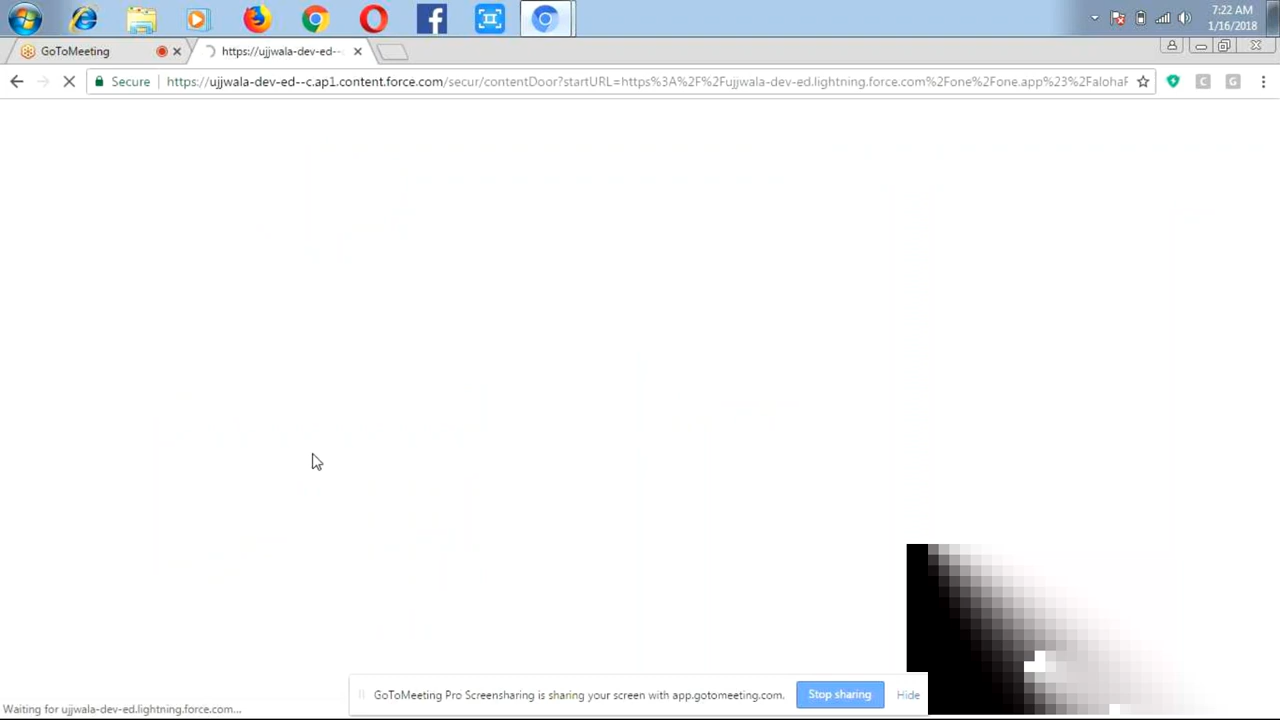 7:22 AM
1/16/2018
GoToMeeting
https://ujjwala-dev-ed--
Secure
https://ujjwala-dev-ed--c.ap1.content.force.com/secur/contentDoor?startURL=https%3A%2F%2Fujjwala-dev-ed.lightning.force.com%2Fone%2Fone.app%23%2FalohaR
GoToMeeting Pro Screensharing is sharing your screen with app.gotomeeting.com.
Stop sharing
Hide
Waiting for ujjwala-dev-ed.lightning.force.com...